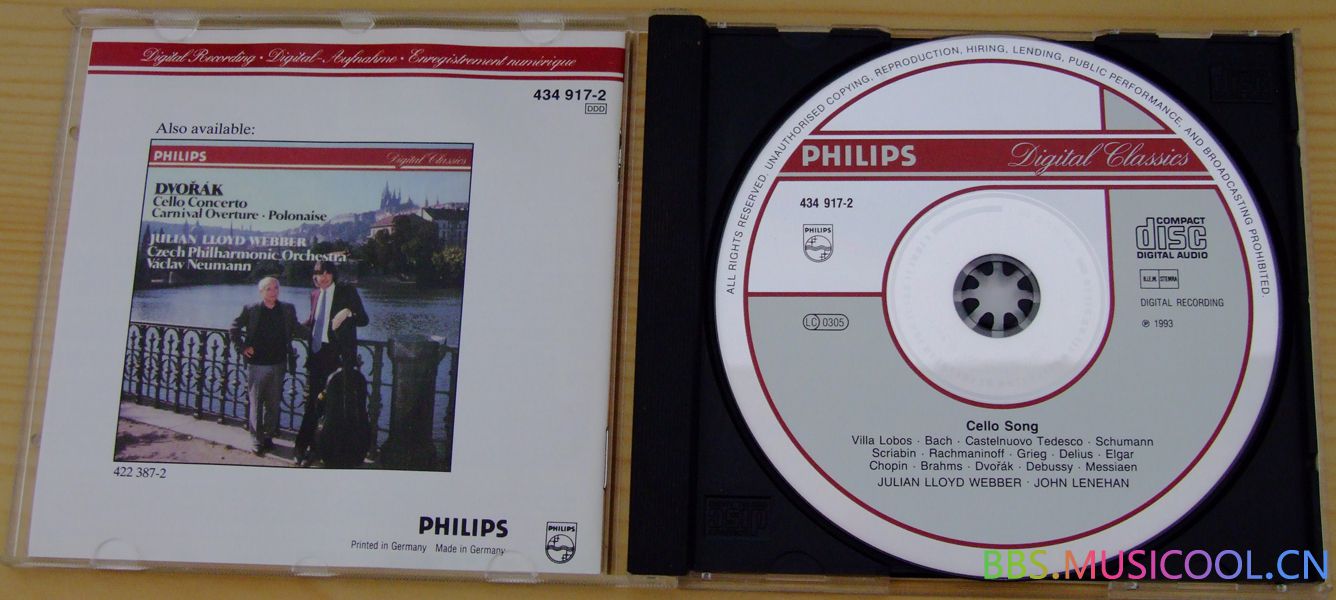 Digital Recording · Digital-Aufnahme · Enregistrement numérique
434 917-2
DDD
Also available:
PHILIPS
Digital Classics
DVOŘÁK
Cello Concerto
Carnival Overture · Polonaise
JULIAN LLOYD WEBBER
Czech Philharmonic Orchestra
Václav Neumann
422 387-2
PHILIPS
Printed in Germany Made in Germany
PHILIPS
ALL RIGHTS RESERVED. UNAUTHORISED COPYING, REPRODUCTION, HIRING, LENDING, PUBLIC PERFORMANCE, AND BROADCASTING PROHIBITED.
PHILIPS
Digital Classics
434 917-2
PHILIPS
COMPACT
disc
DIGITAL AUDIO
B.I.E.M. STEMRA
DIGITAL RECORDING
℗ 1993
LC 0305
Cello Song
Villa Lobos · Bach · Castelnuovo Tedesco · Schumann
Scriabin · Rachmaninoff · Grieg · Delius · Elgar
Chopin · Brahms · Dvořák · Debussy · Messiaen
JULIAN LLOYD WEBBER · JOHN LENEHAN
BBS.MUSICOOL.CN